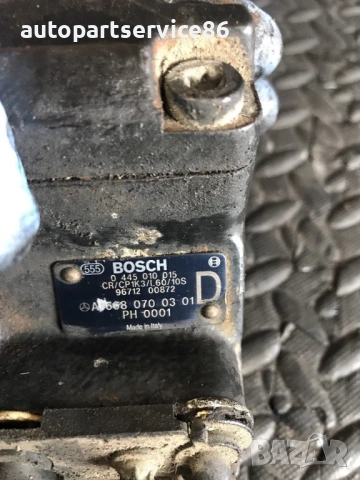 autopartservice86
555 BOSCH
0 445 010 015
CR/CP1K3/L60/10S
96712 00872
A 668 070 03 01
PH 0001
D
Made in Italy
BAZAR